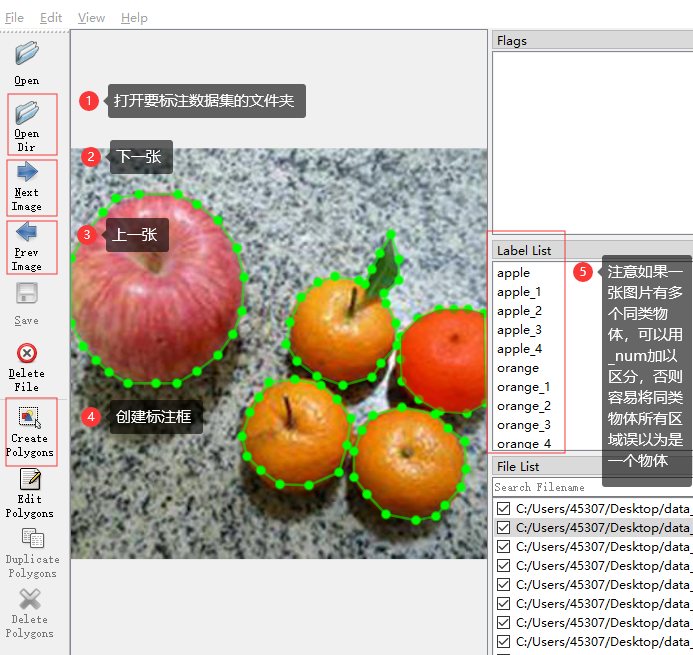 File Edit View Help
Open
Open
Dir
Next
Image
Prev
Image
Save
Delete
File
Create
Polygons
Edit
Polygons
Duplicate
Polygons
Delete
Polygons
1 打开要标注数据集的文件夹
2 下一张
3 上一张
4 创建标注框
Flags
Label List
apple
apple_1
apple_2
apple_3
apple_4
orange
orange_1
orange_2
orange_3
orange_4
5 注意如果一
张图片有多
个同类物
体，可以用
_num加以
区分，否则
容易将同类
物体所有区
域误以为是
一个物体
File List
Search Filename
C:/Users/45307/Desktop/data_
C:/Users/45307/Desktop/data_
C:/Users/45307/Desktop/data_
C:/Users/45307/Desktop/data_
C:/Users/45307/Desktop/data_
C:/Users/45307/Desktop/data_
C:/Users/45307/Desktop/data_
C:/Users/45307/Desktop/data_